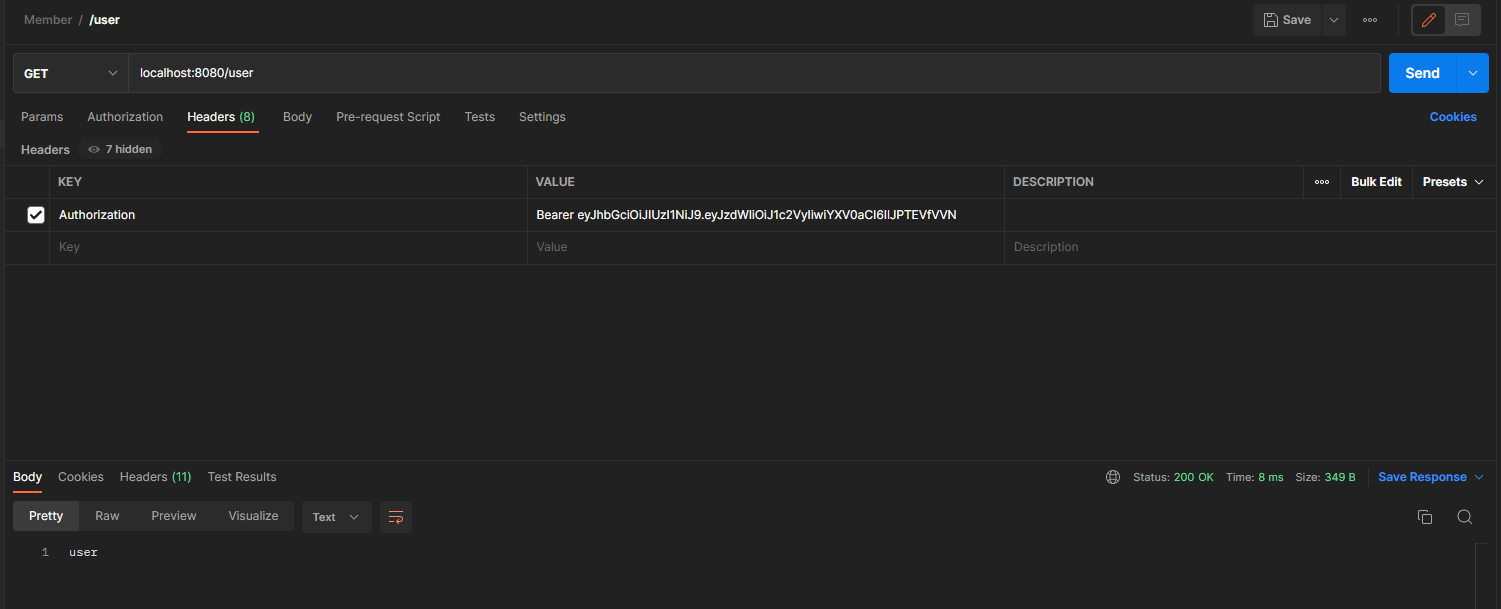 Member / /user
Save
GET localhost:8080/user Send
Params Authorization Headers (8) Body Pre-request Script Tests Settings Cookies
Headers 7 hidden
KEY VALUE DESCRIPTION Bulk Edit Presets
Authorization Bearer eyJhbGciOiJIUzI1NiJ9.eyJzdWIiOiJ1c2VyIiwiYXV0aCI6IlJPTEVfVVN
Key Value Description
Body Cookies Headers (11) Test Results Status: 200 OK Time: 8 ms Size: 349 B Save Response
Pretty Raw Preview Visualize Text
1 user